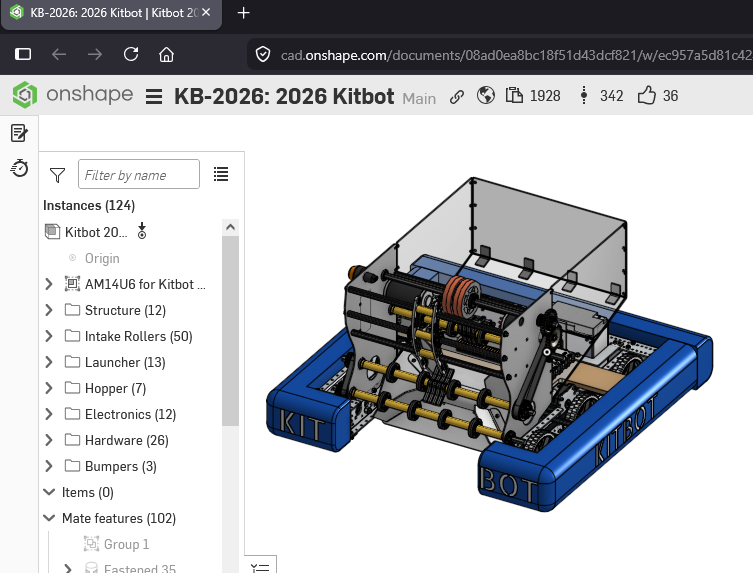 KB-2026: 2026 Kitbot | Kitbot 20
cad.onshape.com/documents/08ad0ea8bc18f51d43dcf821/w/ec957a5d81c42
onshape KB-2026: 2026 Kitbot Main 1928 342 36
Filter by name
Instances (124)
Kitbot 20...
Origin
AM14U6 for Kitbot ...
Structure (12)
Intake Rollers (50)
Launcher (13)
Hopper (7)
Electronics (12)
Hardware (26)
Bumpers (3)
Items (0)
Mate features (102)
Group 1
Fastened 35
KIT
BOT
KITBOT